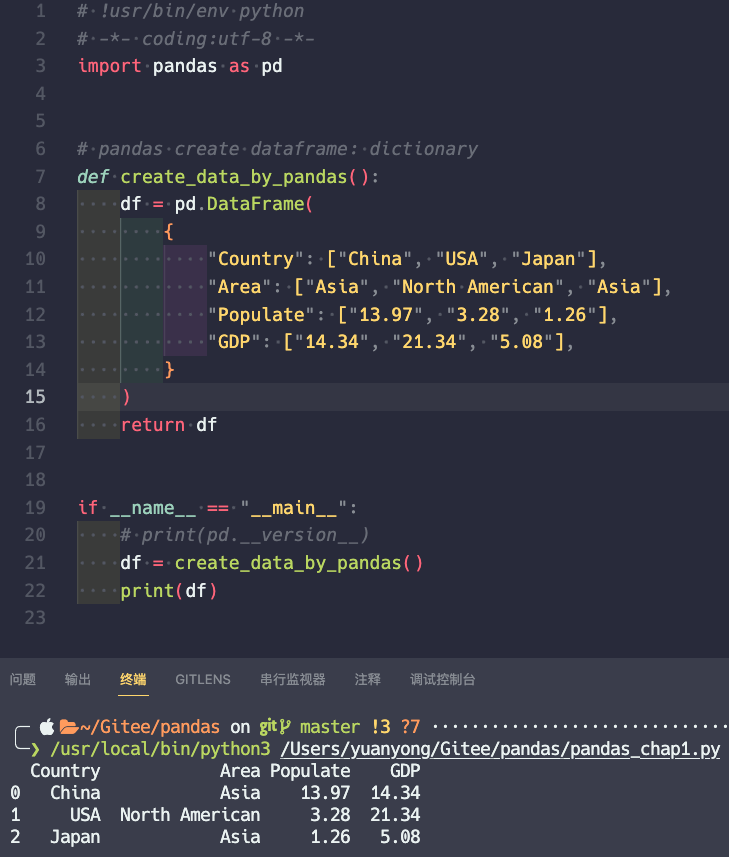 1 # !usr/bin/env python
2 # -*- coding:utf-8 -*-
3 import pandas as pd
4
5
6 # pandas create dataframe: dictionary
7 def create_data_by_pandas():
8     df = pd.DataFrame(
9         {
10             "Country": ["China", "USA", "Japan"],
11             "Area": ["Asia", "North American", "Asia"],
12             "Populate": ["13.97", "3.28", "1.26"],
13             "GDP": ["14.34", "21.34", "5.08"],
14         }
15     )
16     return df
17
18
19 if __name__ == "__main__":
20     # print(pd.__version__)
21     df = create_data_by_pandas()
22     print(df)
23
问题 输出 终端 GITLENS 串行监视器 注释 调试控制台
~/Gitee/pandas on git master !3 ?7
❯ /usr/local/bin/python3 /Users/yuanyong/Gitee/pandas/pandas_chap1.py
  Country            Area Populate    GDP
0   China            Asia    13.97  14.34
1     USA  North American     3.28  21.34
2   Japan            Asia     1.26   5.08